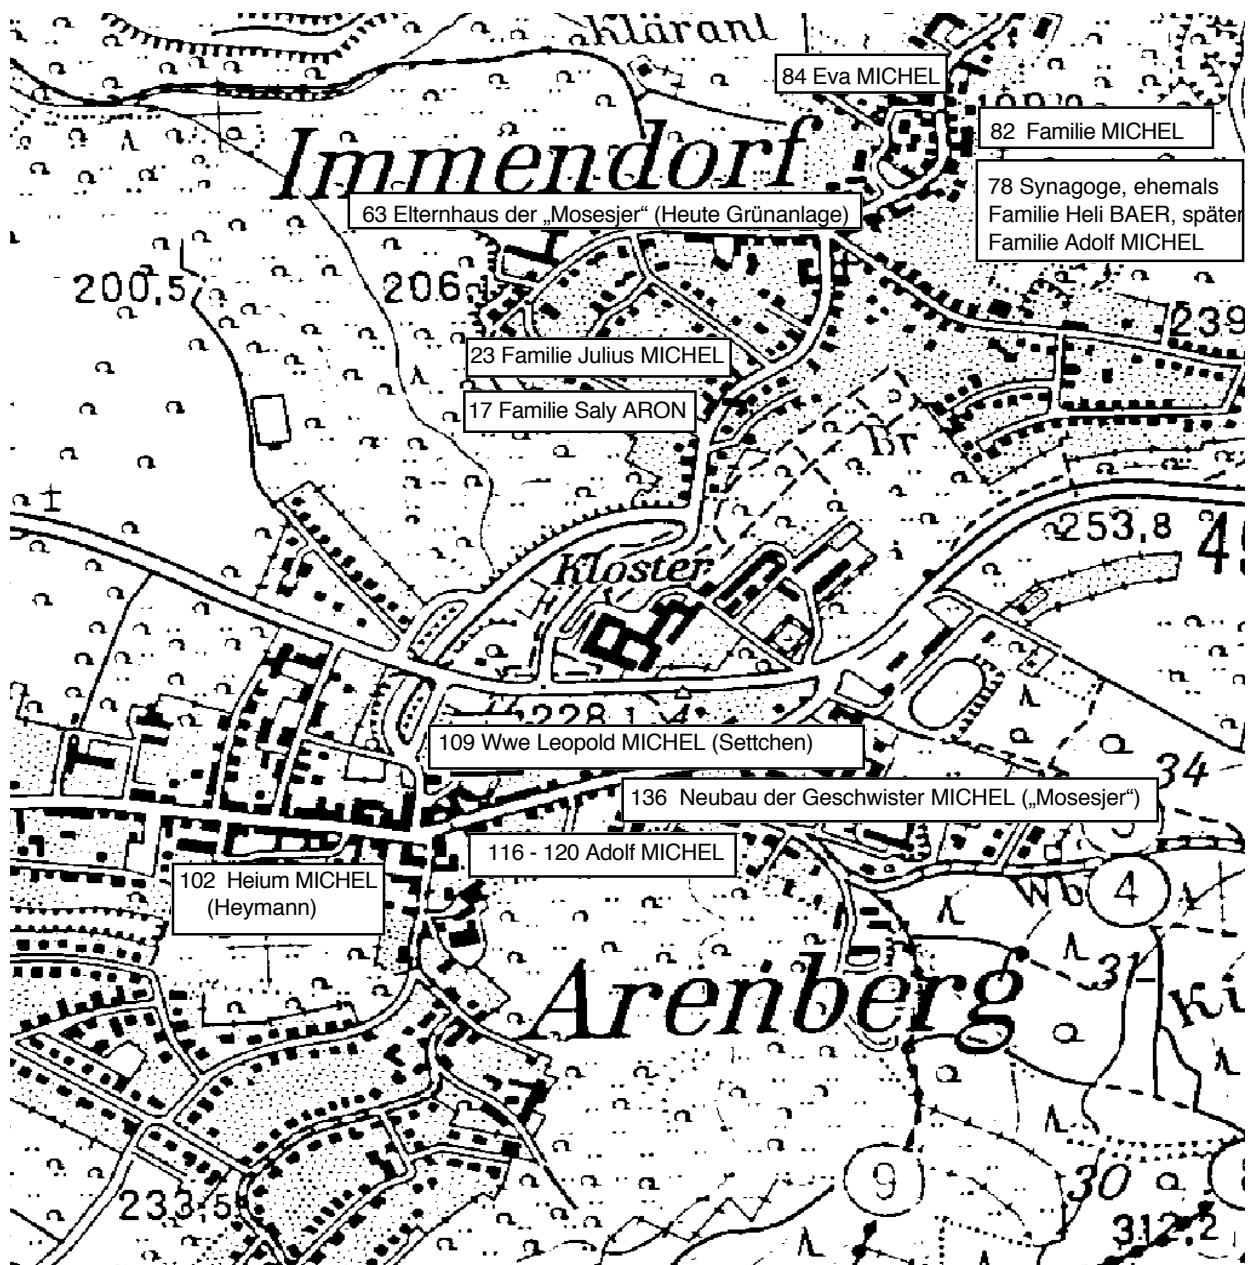 Kläranl
84 Eva MICHEL
82 Familie MICHEL
Immendorf
78 Synagoge, ehemals
Familie Heli BAER, später
Familie Adolf MICHEL
63 Elternhaus der „Mosesjer“ (Heute Grünanlage)
200,5
206,1
239
23 Familie Julius MICHEL
17 Familie Saly ARON
Br
253,8
Kloster
228,1
109 Wwe Leopold MICHEL (Settchen)
34
136 Neubau der Geschwister MICHEL („Mosesjer“)
116 - 120 Adolf MICHEL
102 Heium MICHEL
(Heymann)
Wb
4
31
Arenberg
Ki
9
30
233,5
312,2